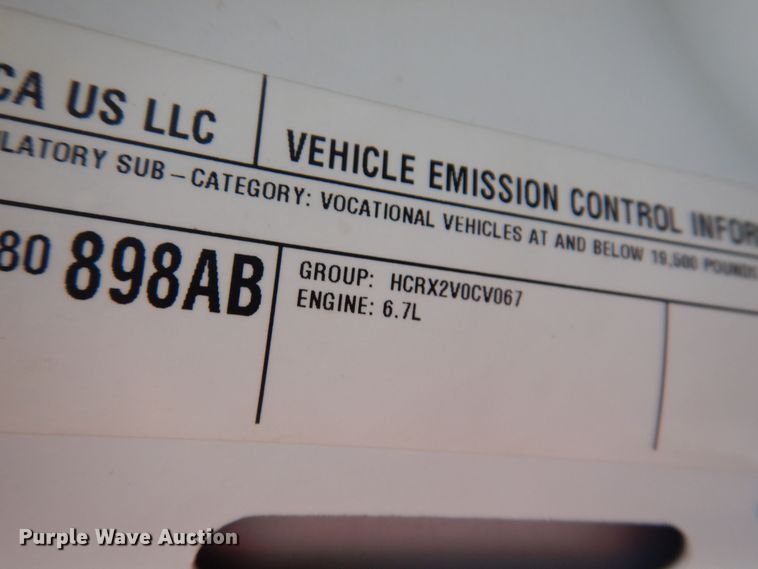 CA US LLC
VEHICLE EMISSION CONTROL INFOR
LATORY SUB-CATEGORY: VOCATIONAL VEHICLES AT AND BELOW 19,500 POUNDS
80 898AB
GROUP: HCRX2V0CV067
ENGINE: 6.7L
Purple Wave Auction